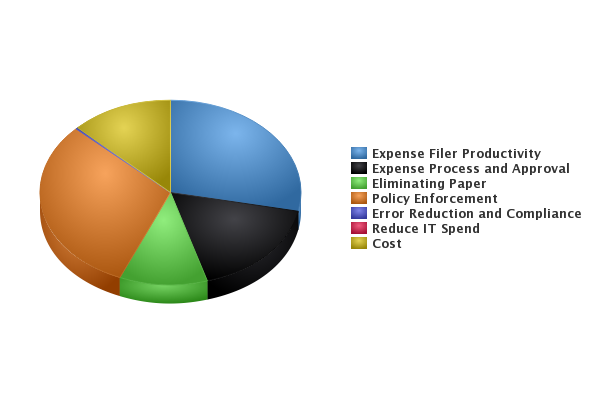 Expense Filer Productivity
Expense Process and Approval
Eliminating Paper
Policy Enforcement
Error Reduction and Compliance
Reduce IT Spend
Cost